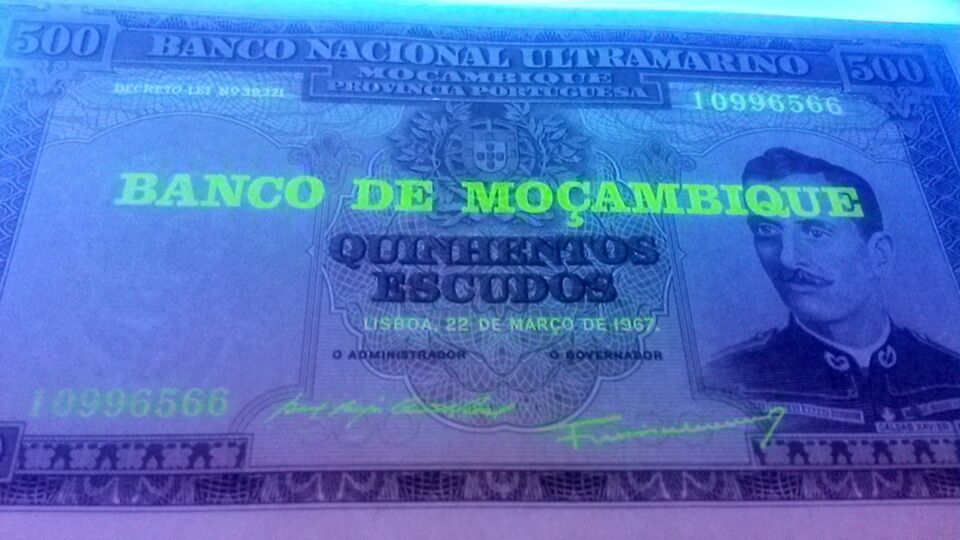 500 BANCO NACIONAL ULTRAMARINO 500
MOÇAMBIQUE
PROVÍNCIA PORTUGUESA
DECRETO-LEI Nº 39.221
10996566
BANCO DE MOÇAMBIQUE
QUINHENTOS
ESCUDOS
LISBOA, 22 DE MARÇO DE 1967.
O ADMINISTRADOR O GOVERNADOR
10996566
CALDAS XAVIER